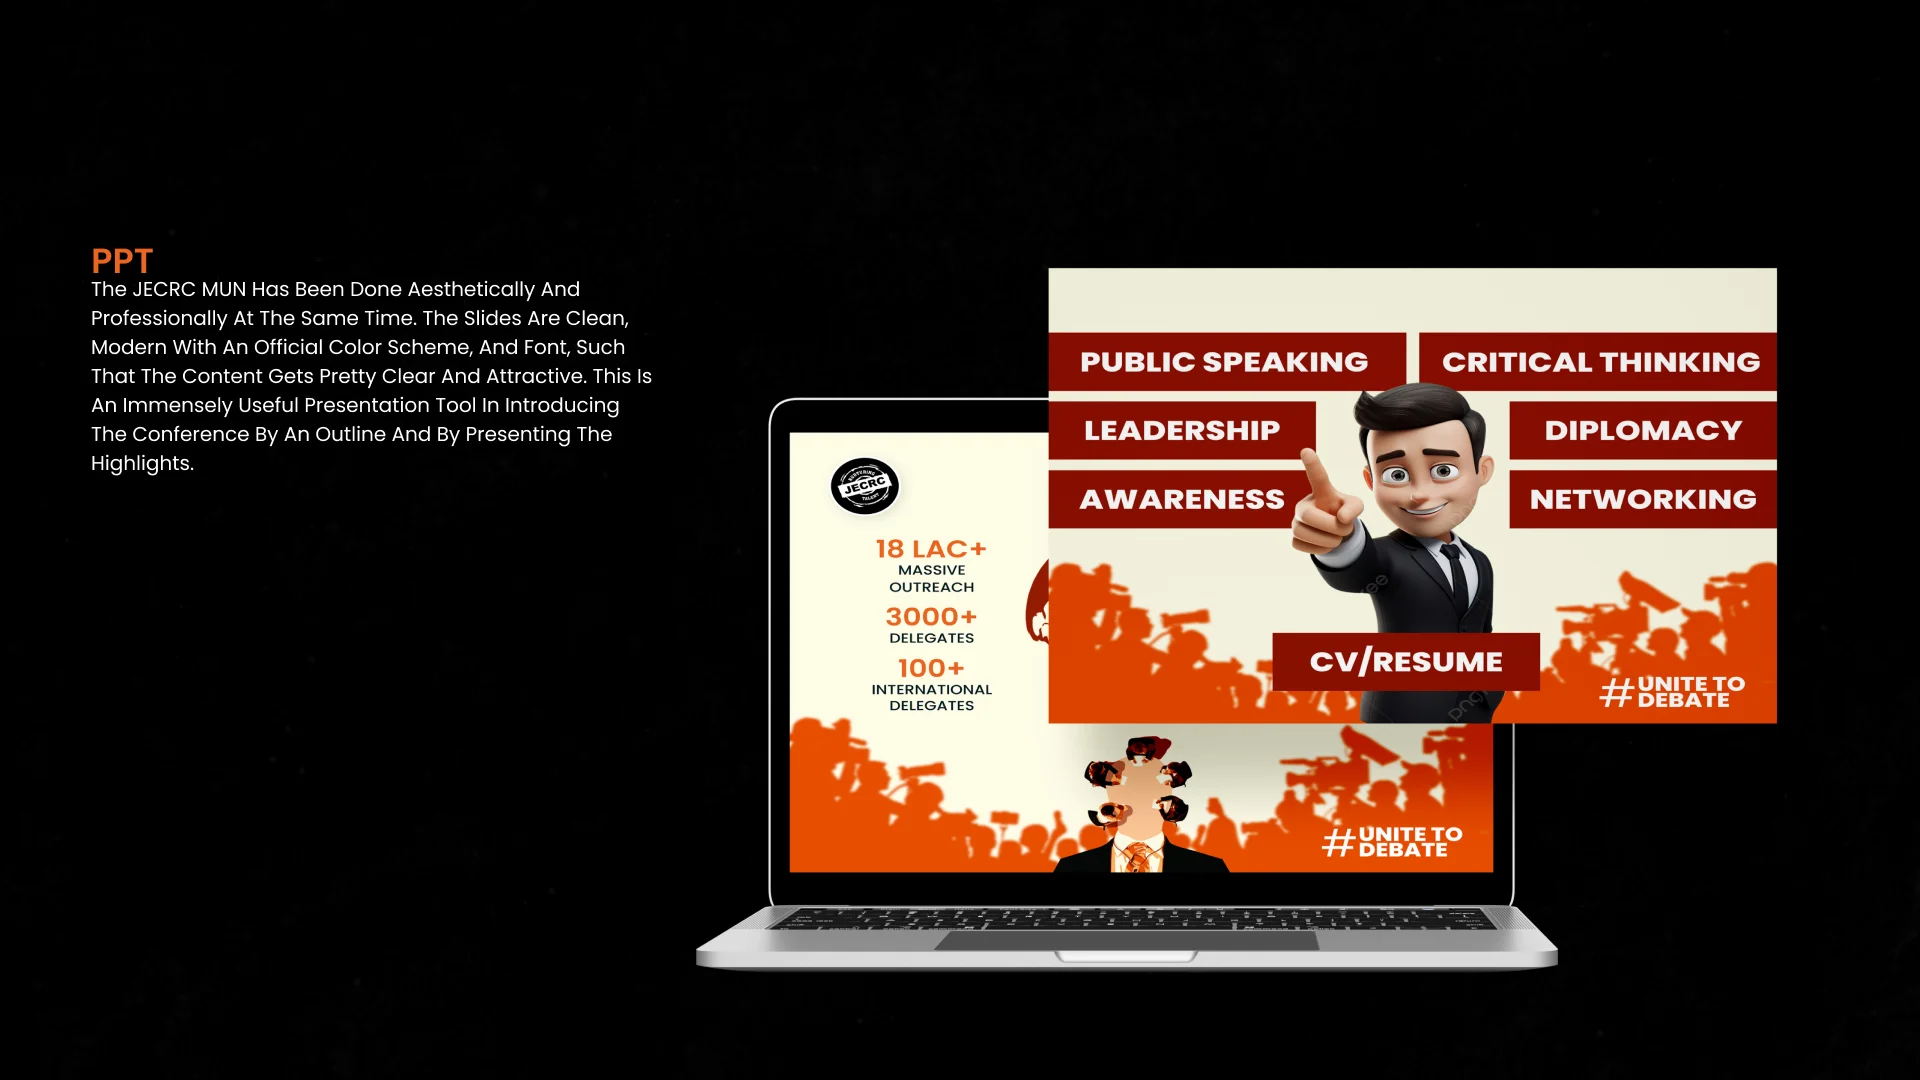 PPT
The JECRC MUN Has Been Done Aesthetically And
Professionally At The Same Time. The Slides Are Clean,
Modern With An Official Color Scheme, And Font, Such
That The Content Gets Pretty Clear And Attractive. This Is
An Immensely Useful Presentation Tool In Introducing
The Conference By An Outline And By Presenting The
Highlights.
PUBLIC SPEAKING
CRITICAL THINKING
LEADERSHIP
DIPLOMACY
AWARENESS
NETWORKING
CV/RESUME
#UNITE TO
DEBATE
NURTURING
JECRC
TALENT
18 LAC+
MASSIVE
OUTREACH
3000+
DELEGATES
100+
INTERNATIONAL
DELEGATES
#UNITE TO
DEBATE